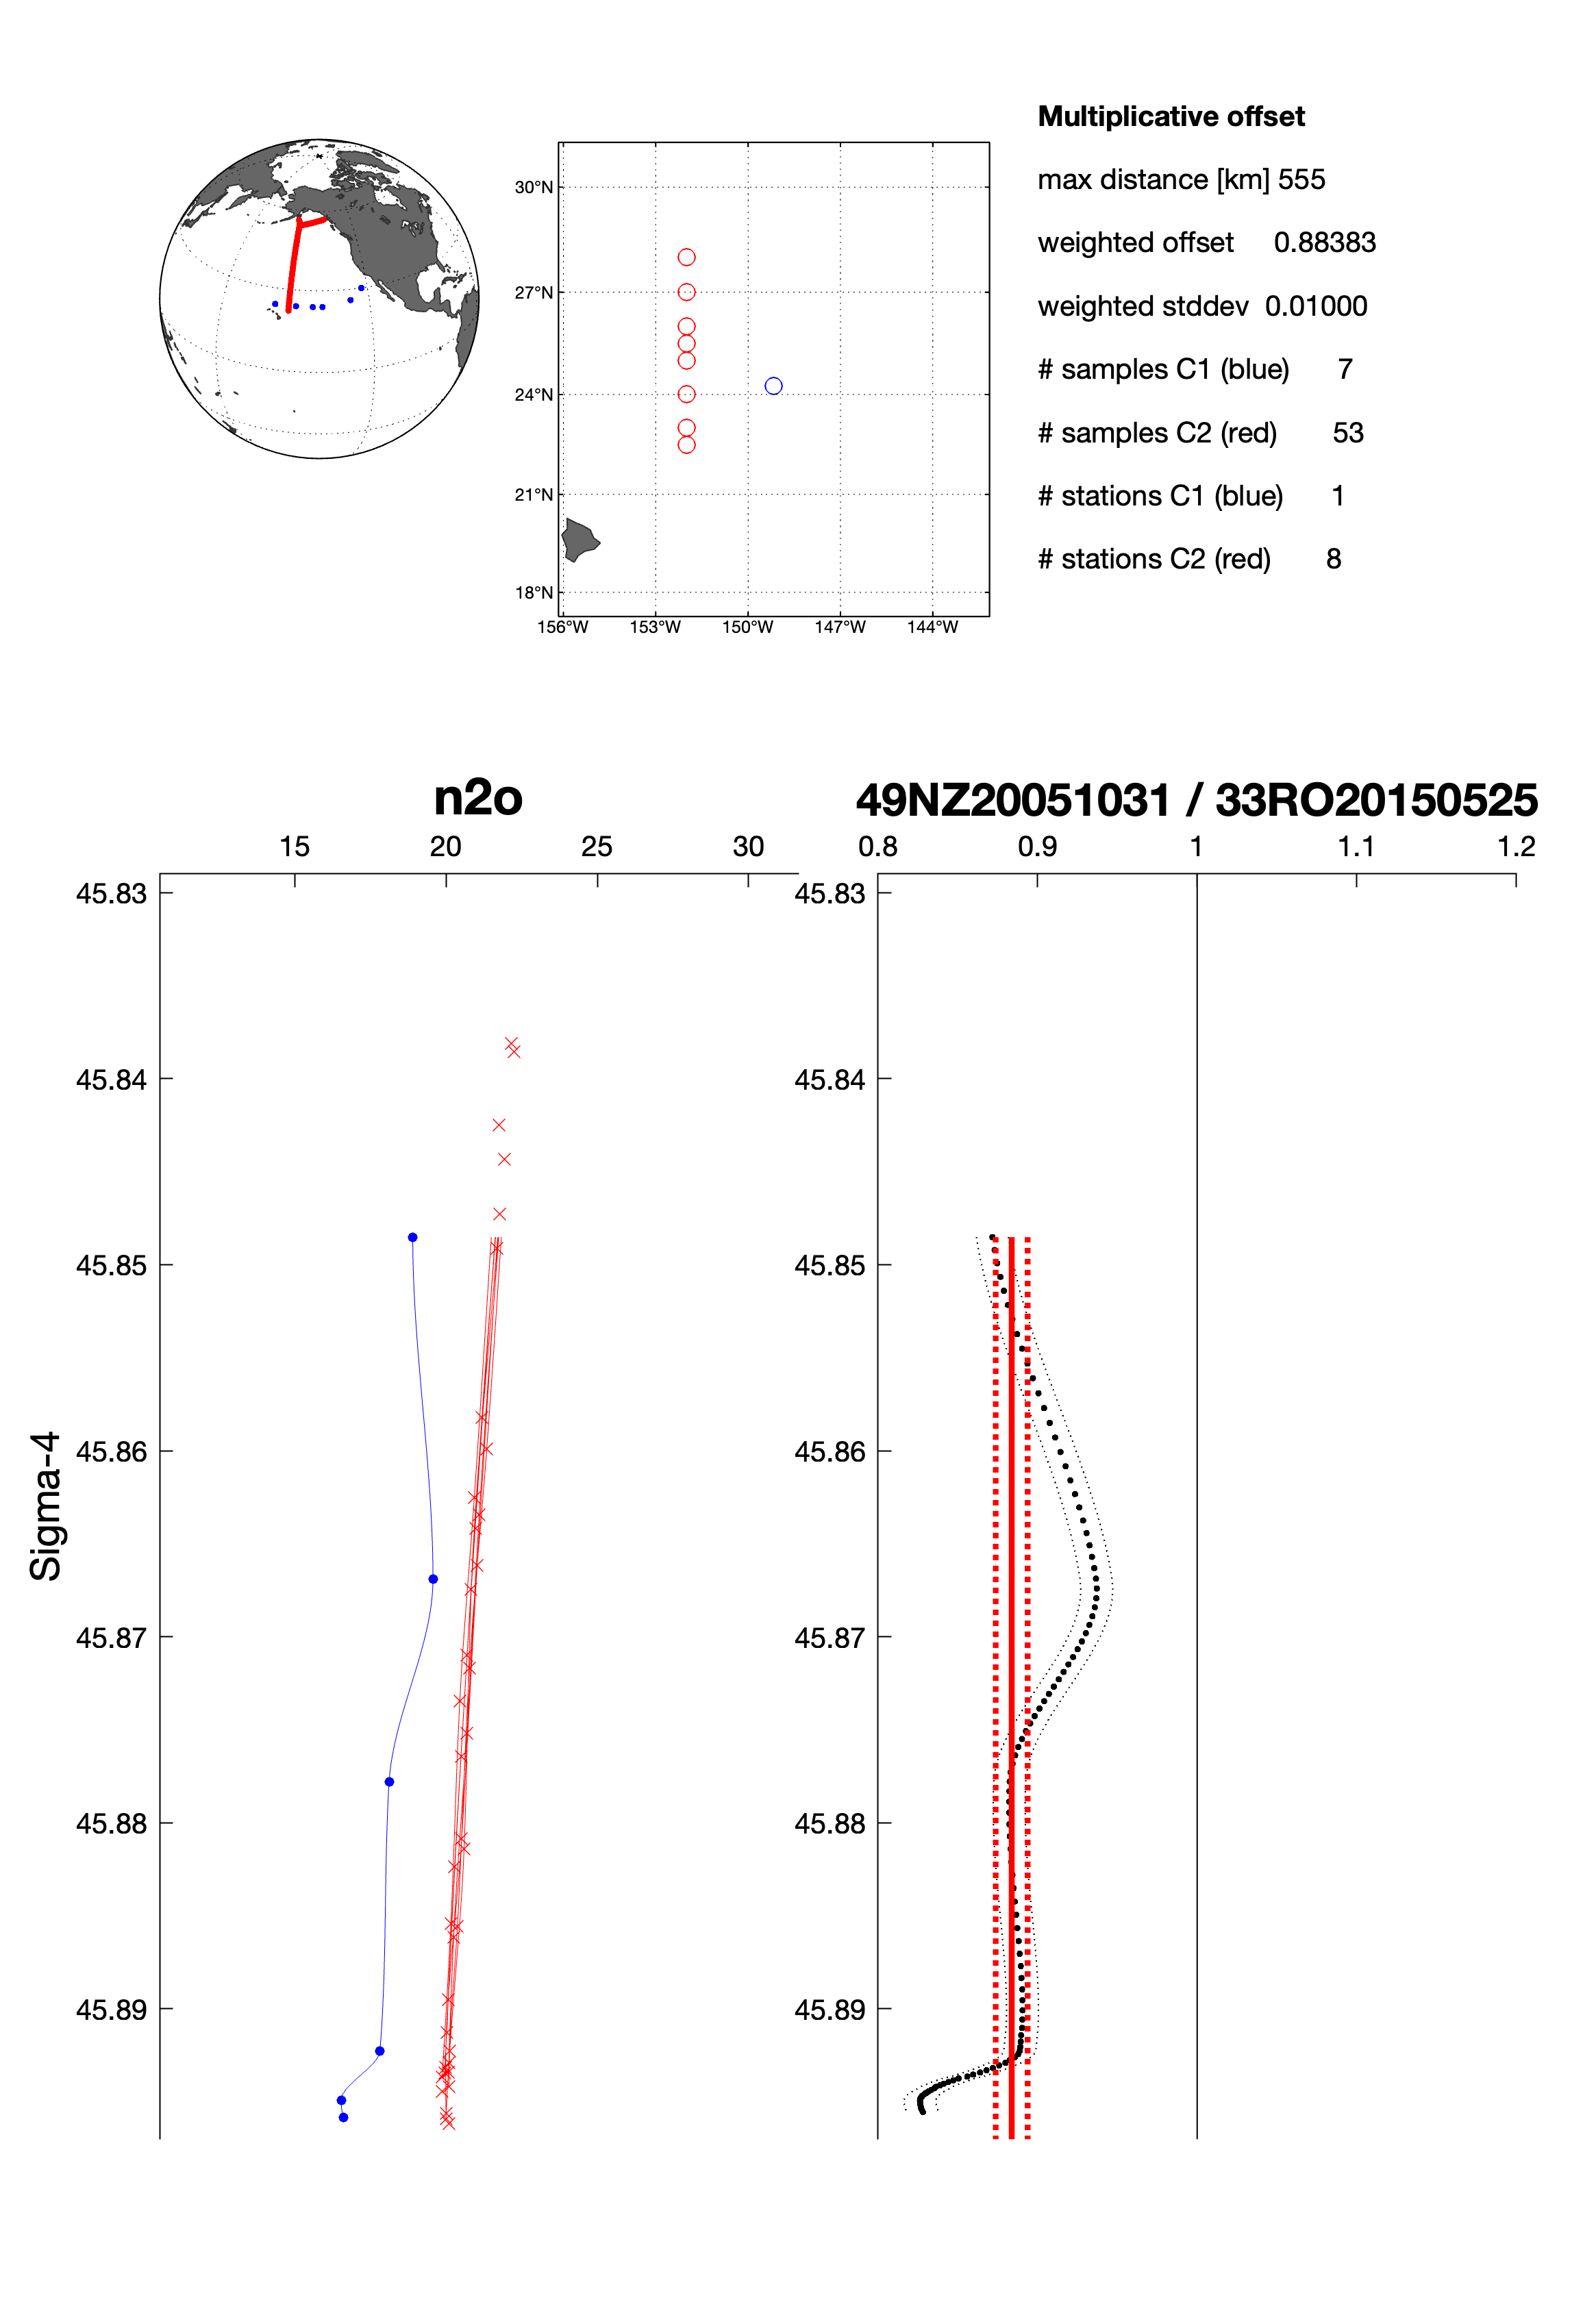 Multiplicative offset
max distance [km] 555
weighted offset 0.88383
weighted stddev 0.01000
# samples C1 (blue) 7
# samples C2 (red) 53
# stations C1 (blue) 1
# stations C2 (red) 8
30°N
27°N
24°N
21°N
18°N
156°W 153°W 150°W 147°W 144°W
n2o
15 20 25 30
45.83
45.84
45.85
45.86
45.87
45.88
45.89
Sigma-4
49NZ20051031 / 33RO20150525
0.8 0.9 1 1.1 1.2
45.83
45.84
45.85
45.86
45.87
45.88
45.89